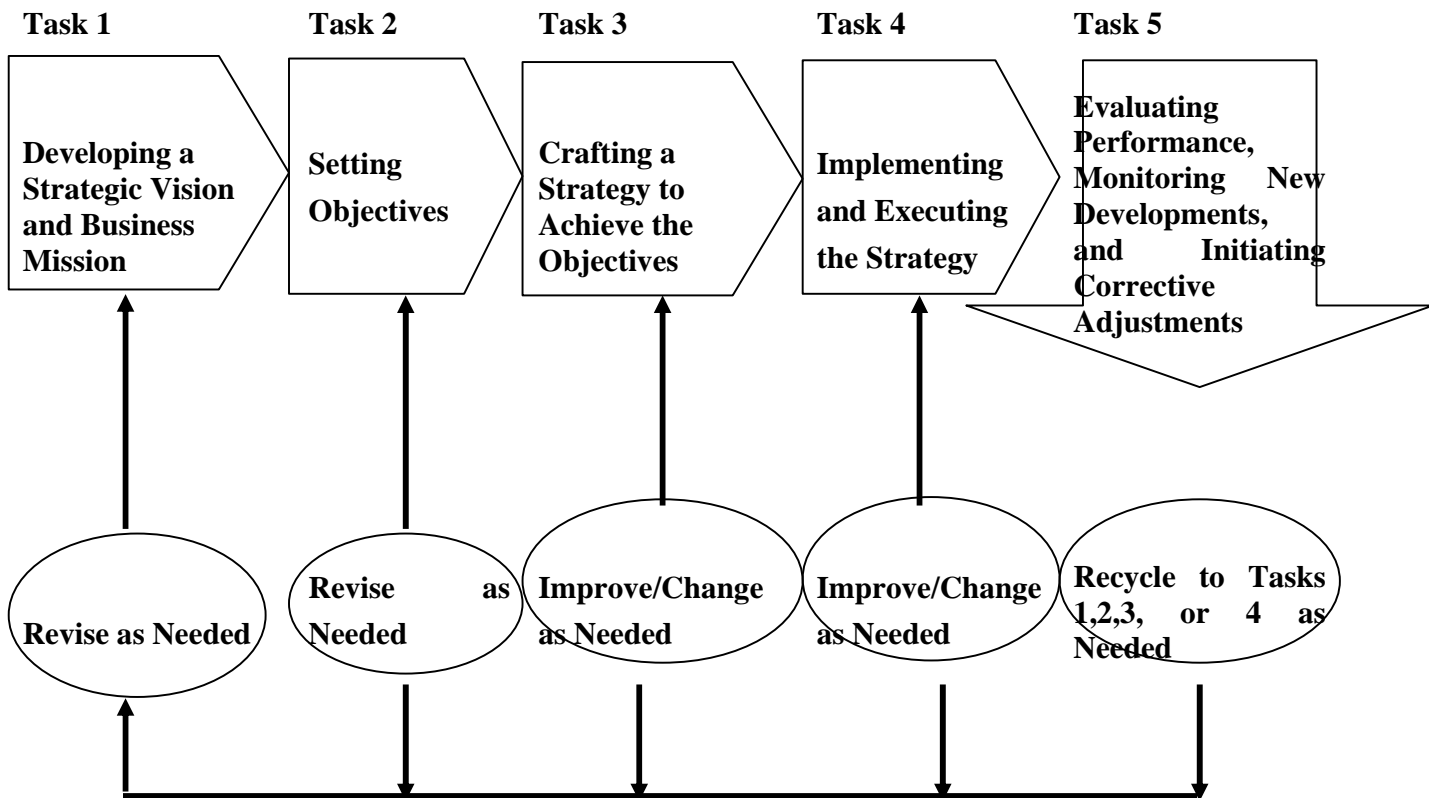 Task 1
Task 2
Task 3
Task 4
Task 5
Developing a
Strategic Vision
and Business
Mission
Setting
Objectives
Crafting a
Strategy to
Achieve the
Objectives
Implementing
and Executing
the Strategy
Evaluating
Performance,
Monitoring New
Developments,
and Initiating
Corrective
Adjustments
Revise as Needed
Revise as
Needed
Improve/Change
as Needed
Improve/Change
as Needed
Recycle to Tasks
1,2,3, or 4 as
Needed